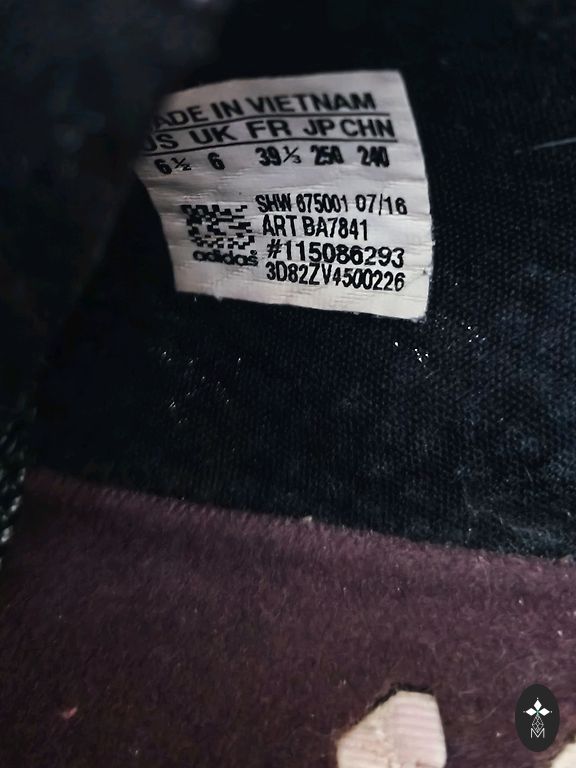 MADE IN VIETNAM
US UK FR JP CHN
6½ 6 39⅓ 250 240
SHW 675001 07/16
ART BA7841
#115086293
adidas
3D82ZV4500226
M